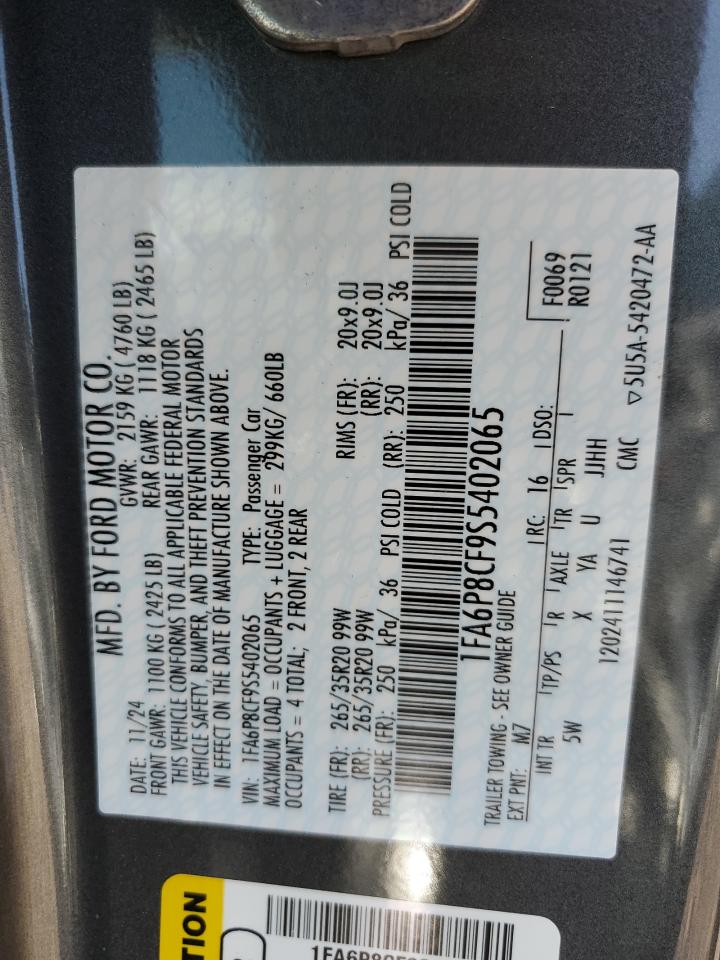 MFD. BY FORD MOTOR CO.
DATE: 11/24 GVWR: 2159 KG ( 4760 LB)
FRONT GAWR: 1100 KG ( 2425 LB) REAR GAWR: 1118 KG ( 2465 LB)
THIS VEHICLE CONFORMS TO ALL APPLICABLE FEDERAL MOTOR
VEHICLE SAFETY, BUMPER, AND THEFT PREVENTION STANDARDS
IN EFFECT ON THE DATE OF MANUFACTURE SHOWN ABOVE.
VIN: 1FA6P8CF9S5402065 TYPE: Passenger Car
MAXIMUM LOAD = OCCUPANTS + LUGGAGE = 299KG/ 660LB
OCCUPANTS = 4 TOTAL; 2 FRONT, 2 REAR
TIRE (FR): 265/35R20 99W RIMS (FR): 20x9.0J
(RR): 265/35R20 99W (RR): 20x9.0J
PRESSURE (FR): 250 kPa/ 36 PSI COLD (RR): 250 kPa/ 36 PSI COLD
1FA6P8CF9S5402065
TRAILER TOWING - SEE OWNER GUIDE
EXT PNT: M7 RC: 16 DSO: F0069
R0121
INT TR TP/PS R AXLE TR SPR
5W X YA U JJHH
1202411146741 CMC ▽5U5A-5420472-AA
TION